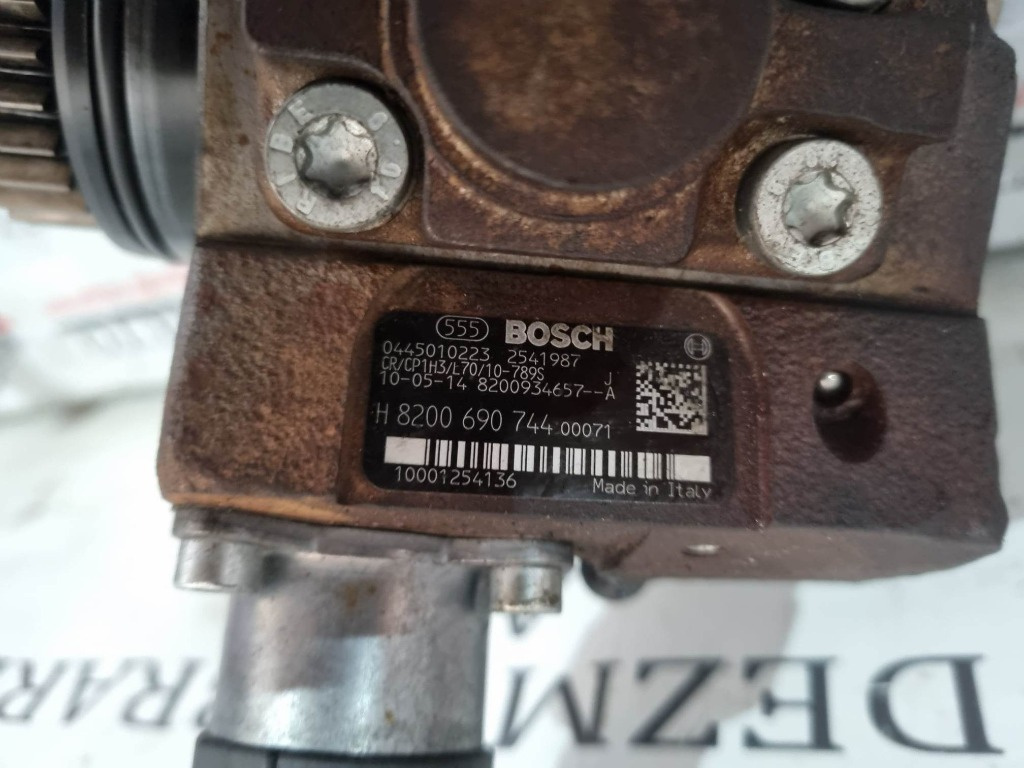 555 BOSCH
0445010223 2541987
CR/CP1H3/L70/10-789S J
10-05-14 8200934657--A
H 8200 690 744 00071
10001254136
Made in Italy
DEZM